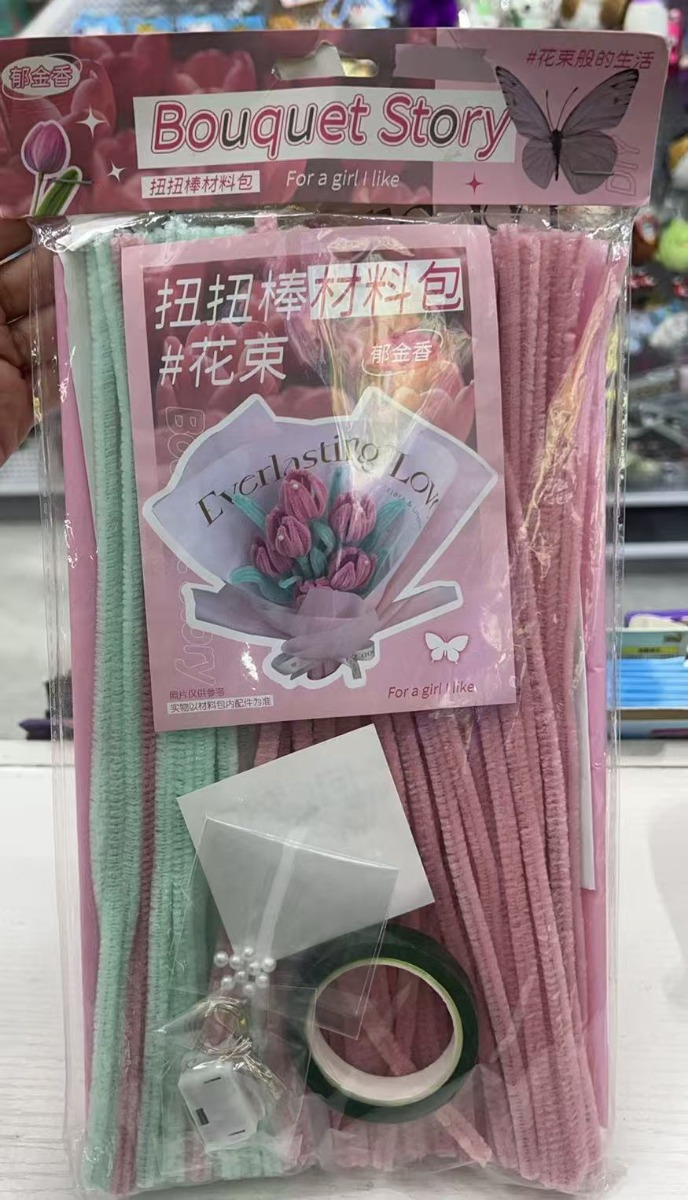 郁金香
#花束般的生活
Bouquet Story
DIY
扭扭棒材料包
For a girl I like
扭扭棒材料包
#花束
郁金香
Everlasting Love
照片仅供参考
实物以材料包内配件为准
For a girl I like